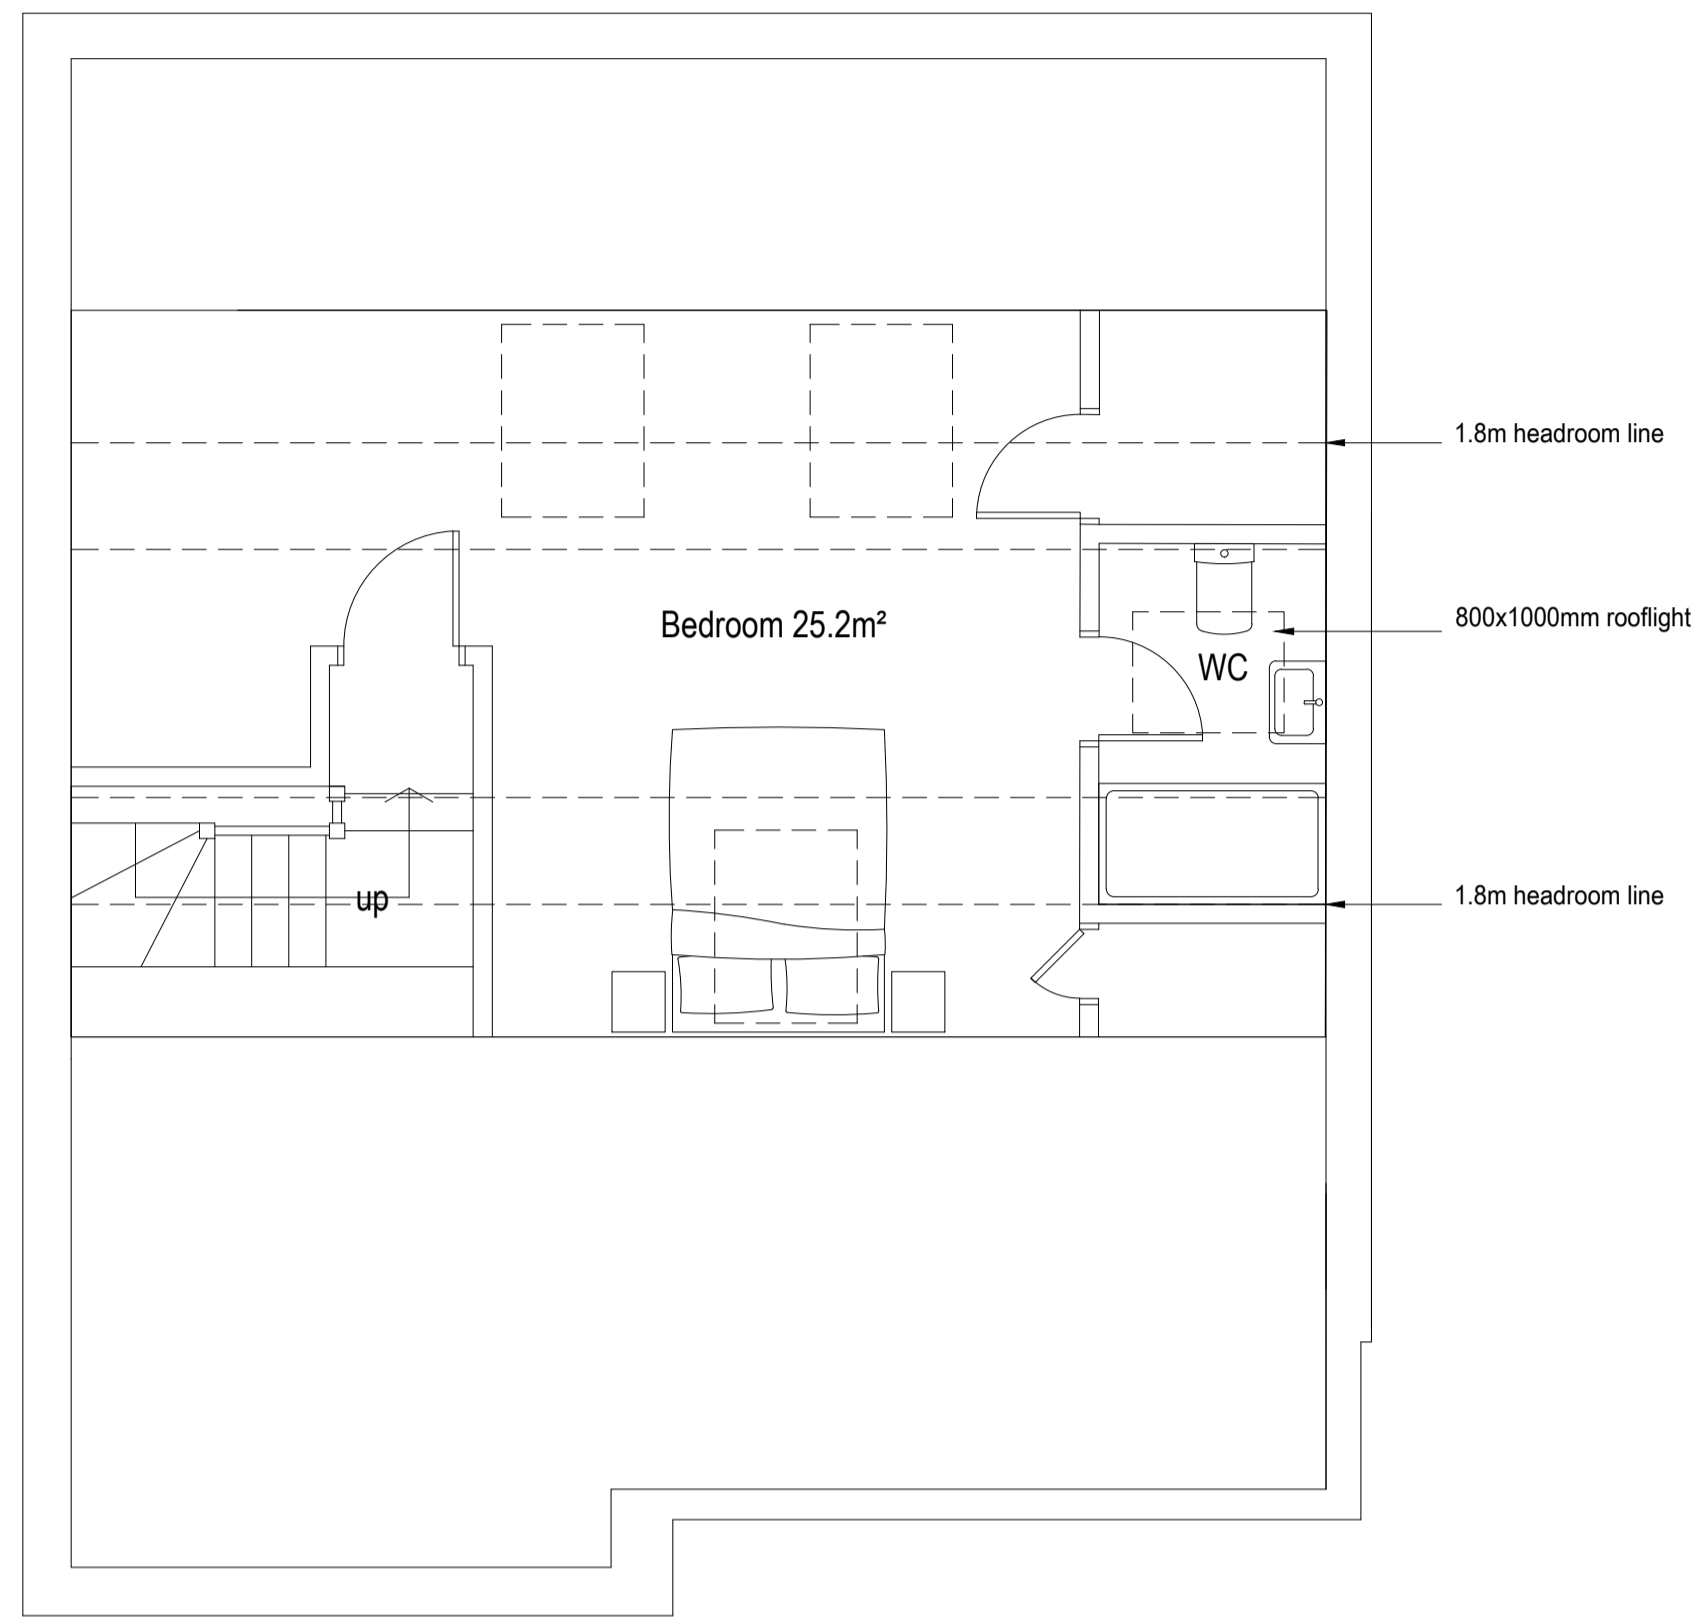 1.8m headroom line
800x1000mm rooflight
Bedroom 25.2m²
WC
up
1.8m headroom line